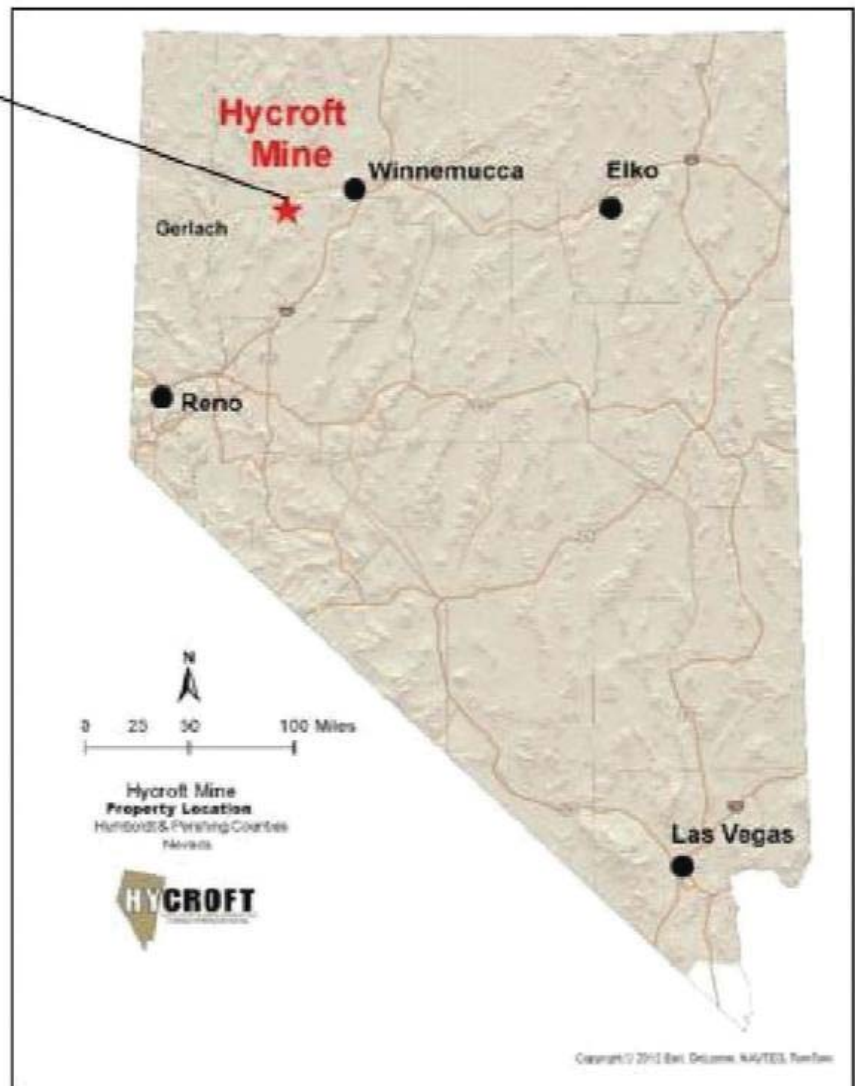 Hycroft
Mine
Winnemucca
Elko
Gerlach
Reno
N
0 25 50 100 Miles
Hycroft Mine
Property Location
Humboldt & Pershing Counties
Nevada
HYCROFT
Las Vegas